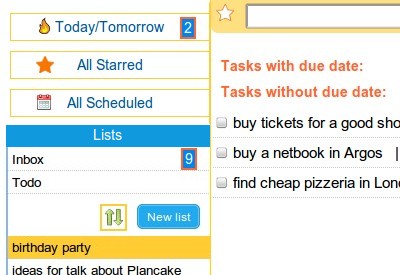 Today/Tomorrow 2
All Starred
All Scheduled
Lists
Inbox 9
Todo
New list
birthday party
ideas for talk about Plancake
Tasks with due date:
Tasks without due date:
buy tickets for a good sho
buy a netbook in Argos |
find cheap pizzeria in Lon